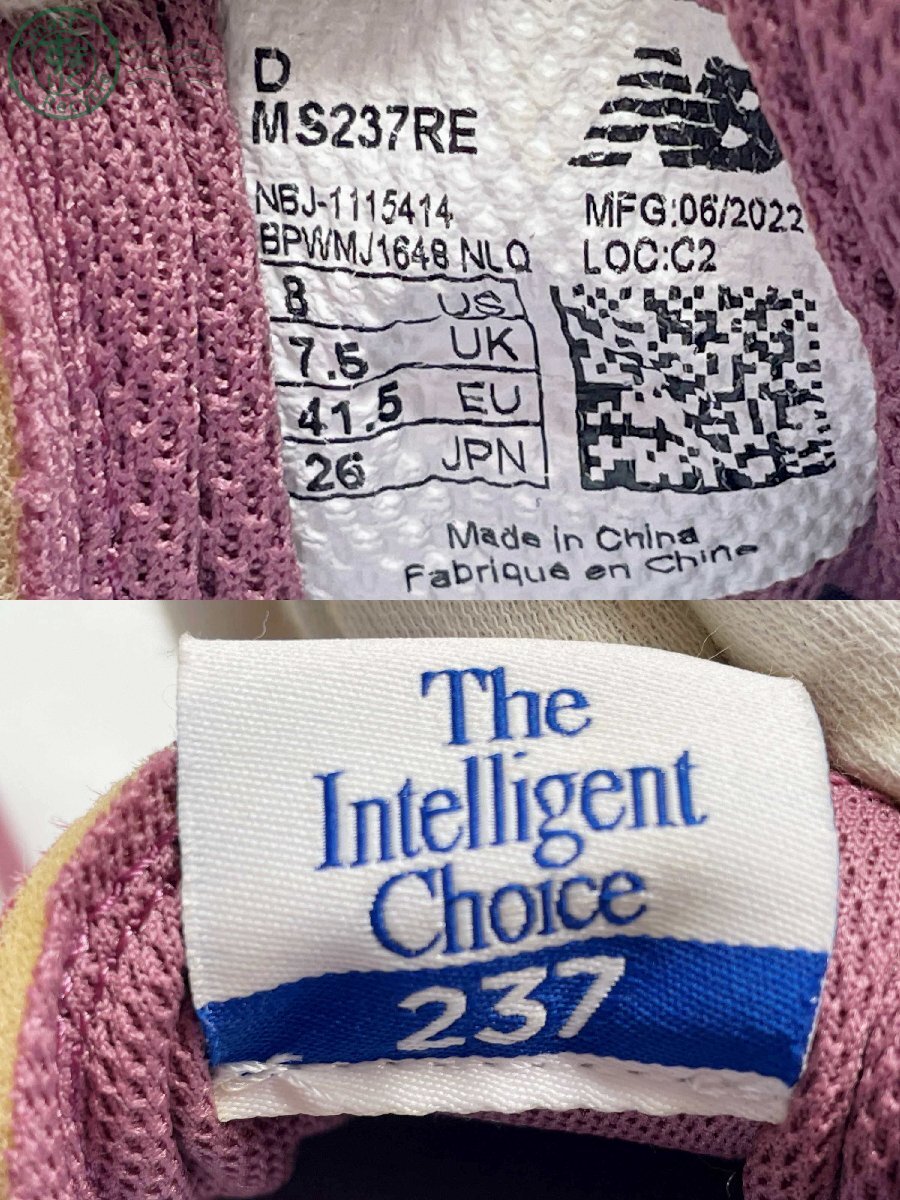 D
MS237RE
NB
NBJ-1115414
MFG:06/2022
BPWMJ1648 NLQ
LOC:C2
8 US
7.5 UK
41.5 EU
26 JPN
Made in China
Fabriqué en Chine
The
Intelligent
Choice
237